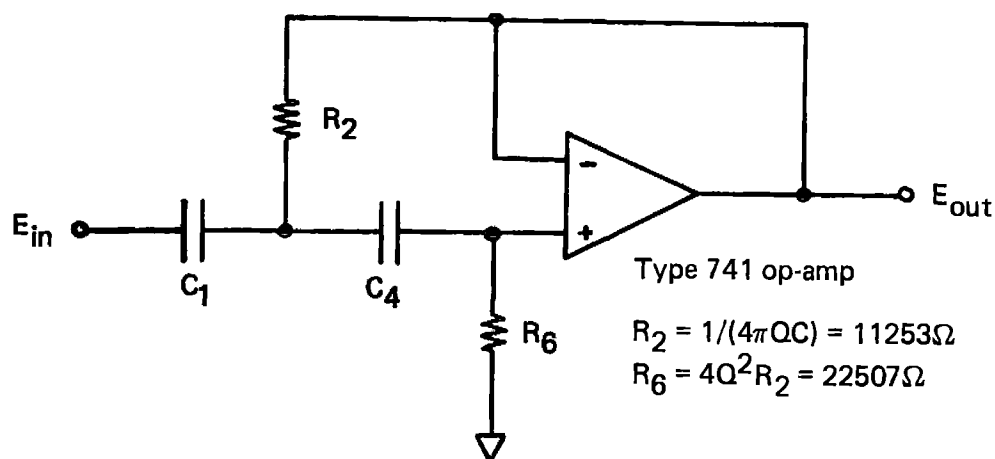 R2
Ein
C1
C4
-
+
Eout
Type 741 op-amp
R6
R2 = 1/(4πQC) = 11253Ω
R6 = 4Q²R2 = 22507Ω